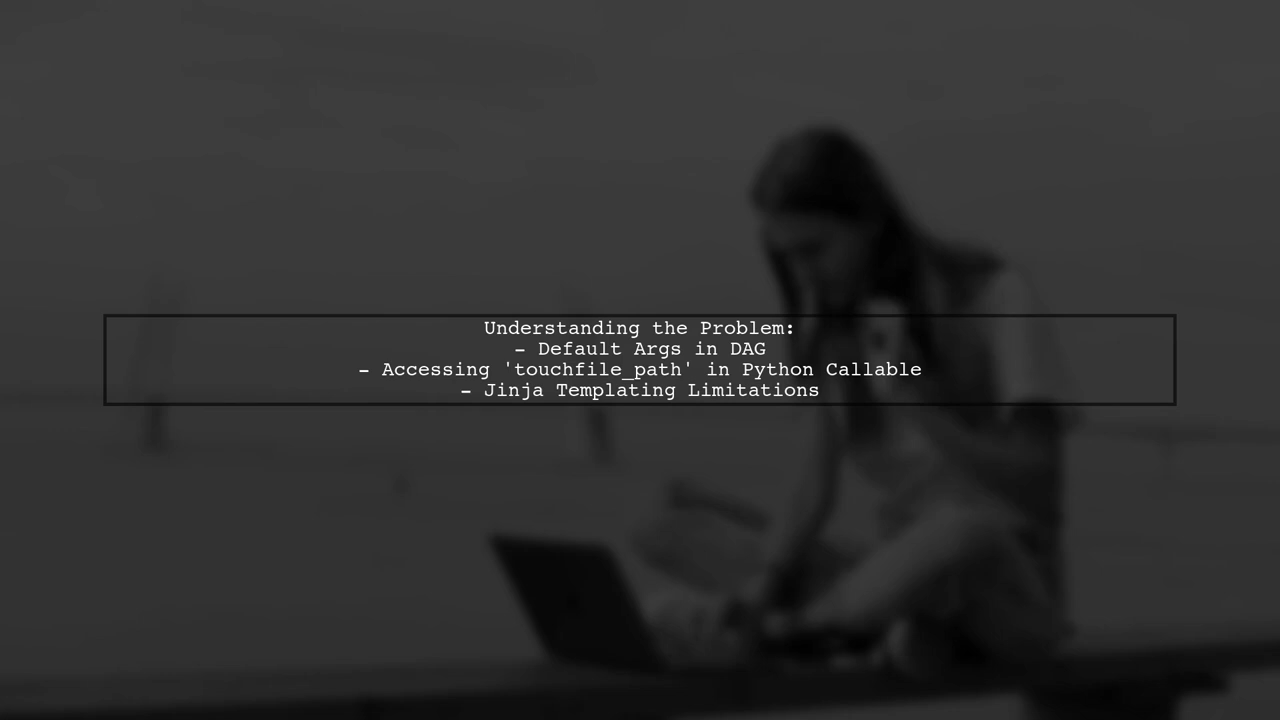 Understanding the Problem:
- Default Args in DAG
- Accessing 'touchfile_path' in Python Callable
- Jinja Templating Limitations